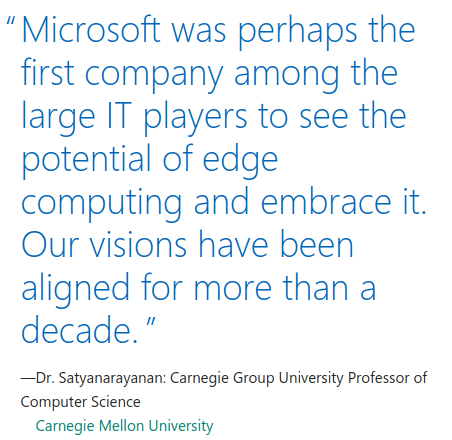 “Microsoft was perhaps the
first company among the
large IT players to see the
potential of edge
computing and embrace it.
Our visions have been
aligned for more than a
decade.”
—Dr. Satyanarayanan: Carnegie Group University Professor of
Computer Science
Carnegie Mellon University